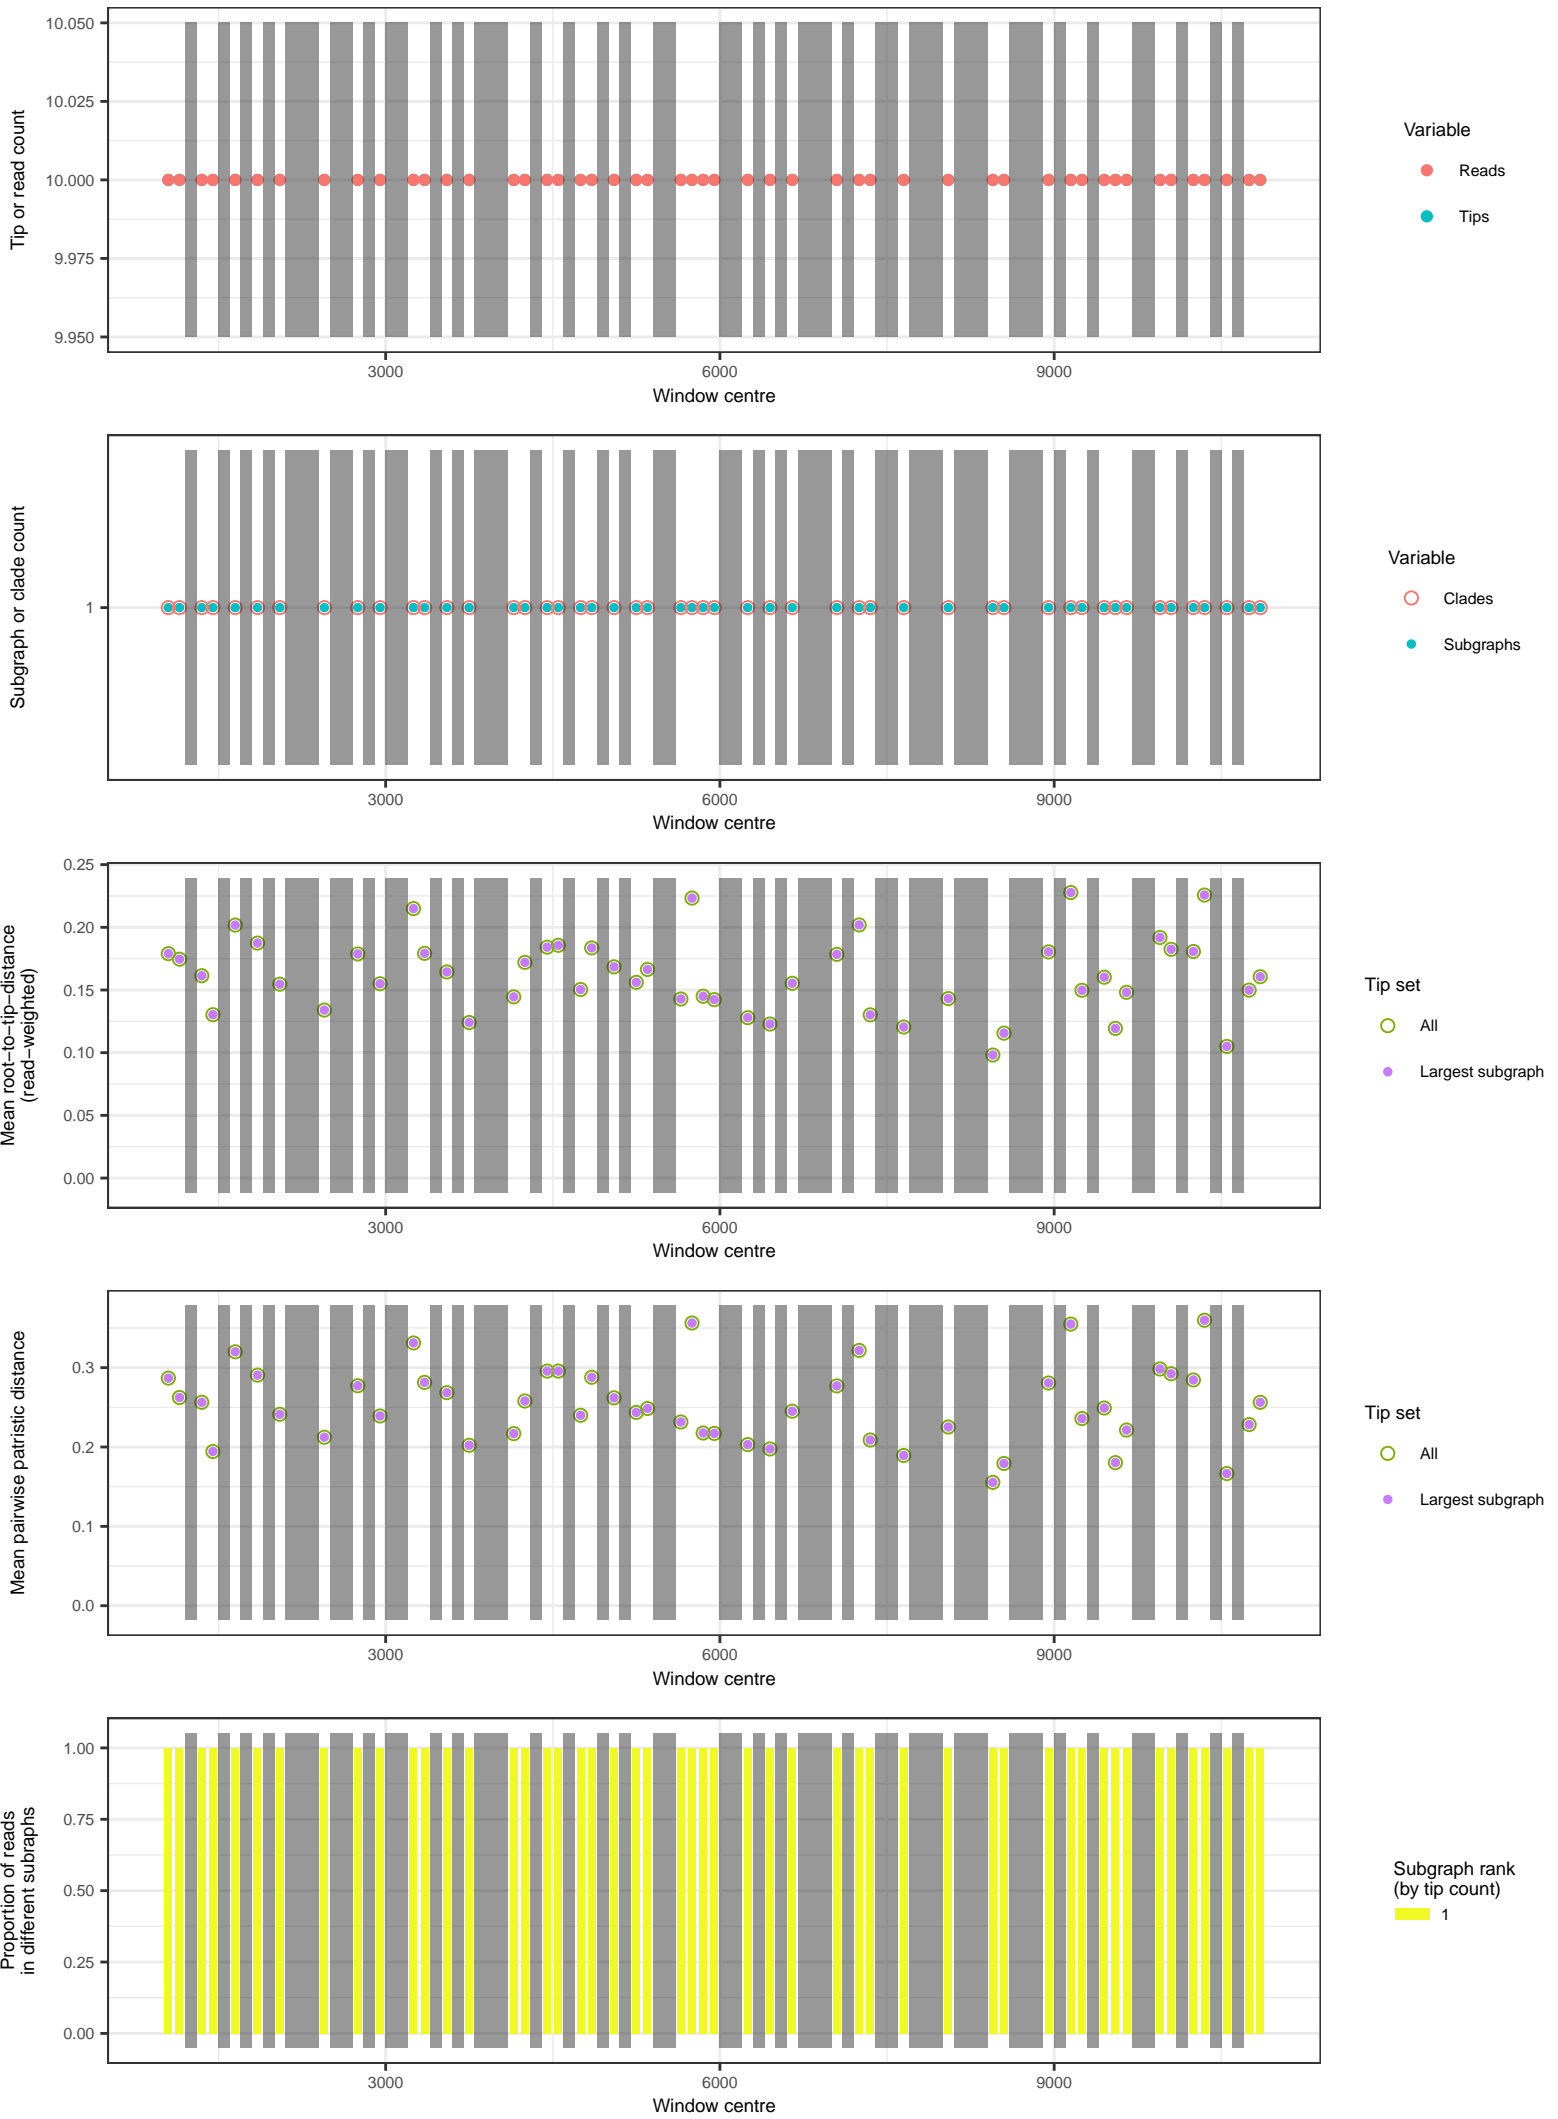 10.050
10.025
10.000
9.975
9.950
Tip or read count
3000
6000
9000
Window centre
Variable
Reads
Tips
1
Subgraph or clade count
3000
6000
9000
Window centre
Variable
Clades
Subgraphs
0.25
0.20
0.15
0.10
0.05
0.00
Mean root−to−tip−distance
(read−weighted)
3000
6000
9000
Window centre
Tip set
All
Largest subgraph
0.3
0.2
0.1
0.0
Mean pairwise patristic distance
3000
6000
9000
Window centre
Tip set
All
Largest subgraph
1.00
0.75
0.50
0.25
0.00
Proportion of reads
in different subraphs
3000
6000
9000
Window centre
Subgraph rank
(by tip count)
1